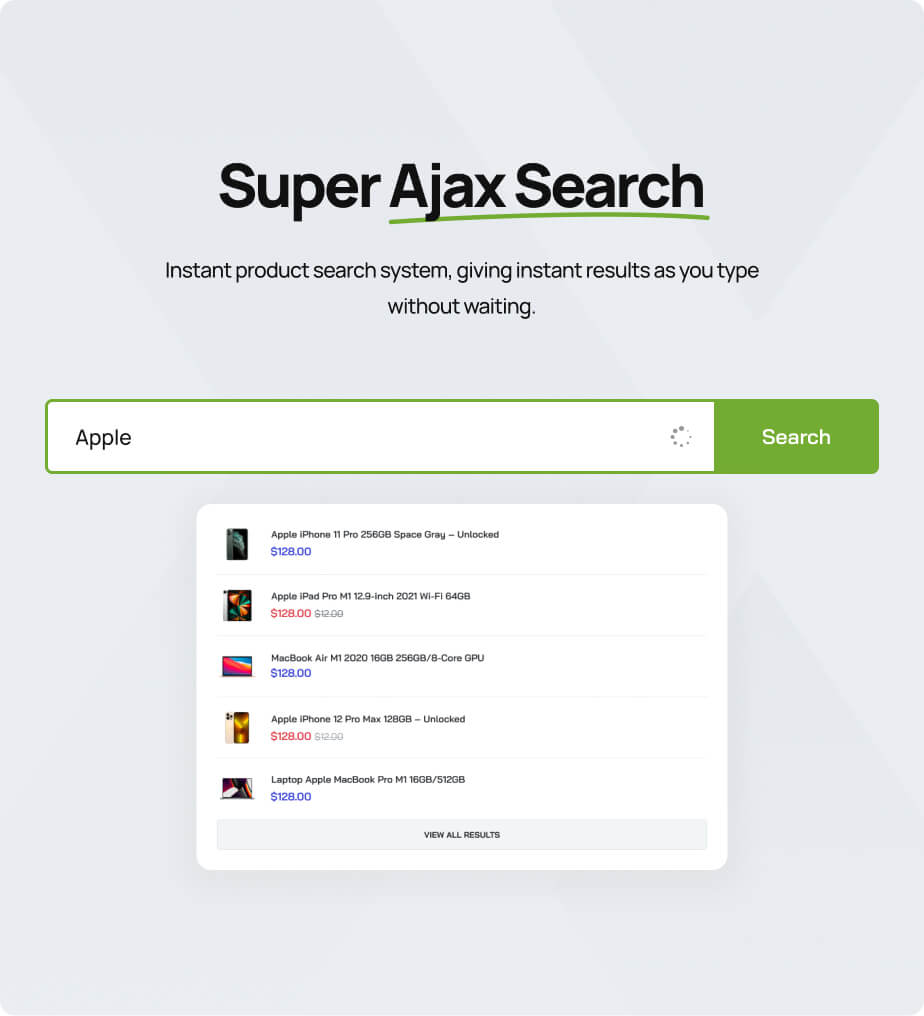 Super Ajax Search
Instant product search system, giving instant results as you type
without waiting.
Apple
Search
Apple iPhone 11 Pro 256GB Space Gray – Unlocked
$128.00
Apple iPad Pro M1 12.9-inch 2021 Wi-Fi 64GB
$128.00 $12.00
MacBook Air M1 2020 16GB 256GB/8-Core GPU
$128.00
Apple iPhone 12 Pro Max 128GB – Unlocked
$128.00 $12.00
Laptop Apple MacBook Pro M1 16GB/512GB
$128.00
VIEW ALL RESULTS